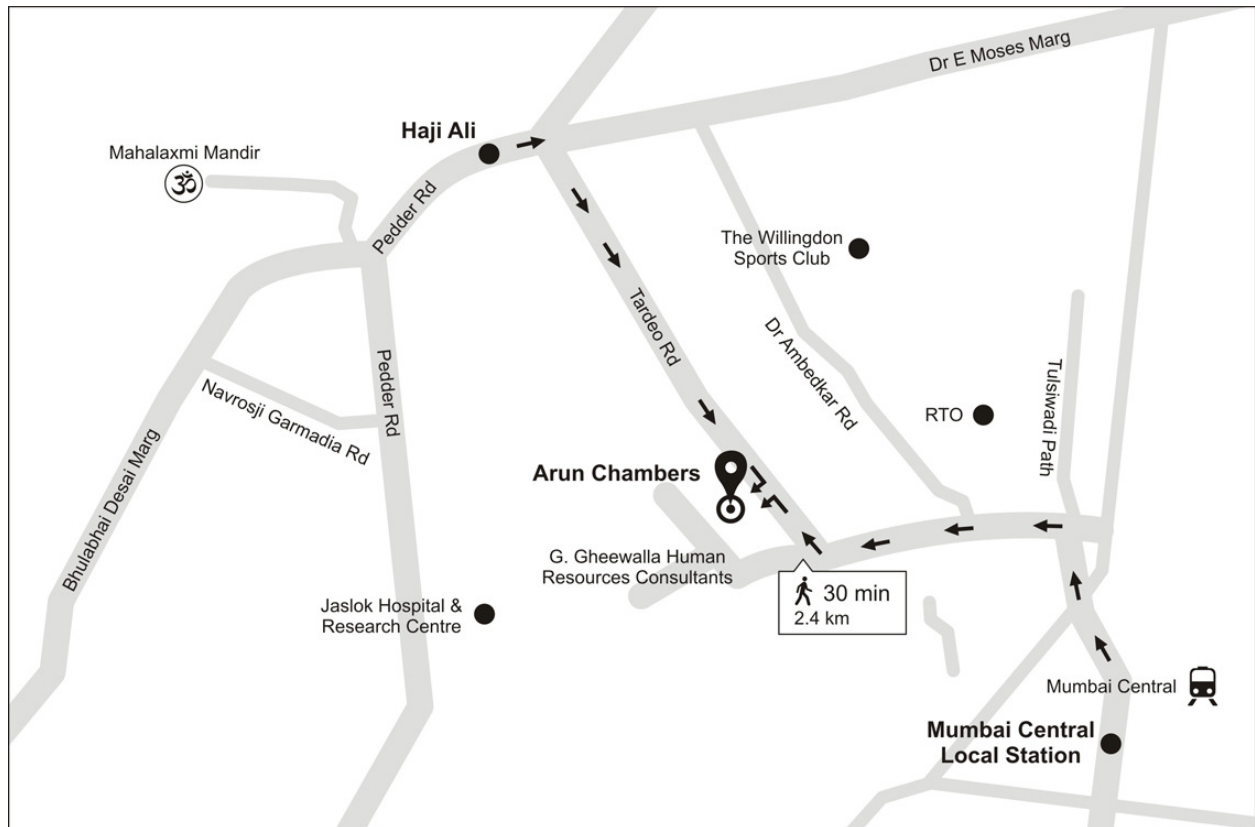 Dr E Moses Marg
Haji Ali
Mahalaxmi Mandir
ॐ
Pedder Rd
The Willingdon
Sports Club
Tardeo Rd
Dr Ambedkar Rd
Pedder Rd
Navrosji Garmadia Rd
Tulsiwadi Path
RTO
Bhulabhai Desai Marg
Arun Chambers
G. Gheewalla Human
Resources Consultants
30 min
2.4 km
Jaslok Hospital &
Research Centre
Mumbai Central
Mumbai Central
Local Station